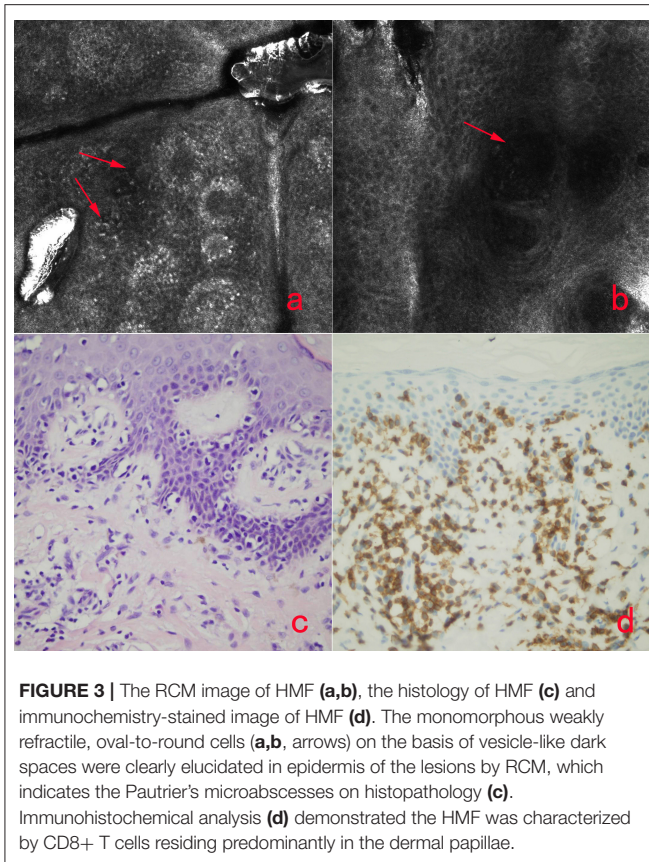 a
b
c
d
FIGURE 3 | The RCM image of HMF (a,b), the histology of HMF (c) and
immunochemistry-stained image of HMF (d). The monomorphous weakly
refractile, oval-to-round cells (a,b, arrows) on the basis of vesicle-like dark
spaces were clearly elucidated in epidermis of the lesions by RCM, which
indicates the Pautrier's microabscesses on histopathology (c).
Immunohistochemical analysis (d) demonstrated the HMF was characterized
by CD8+ T cells residing predominantly in the dermal papillae.